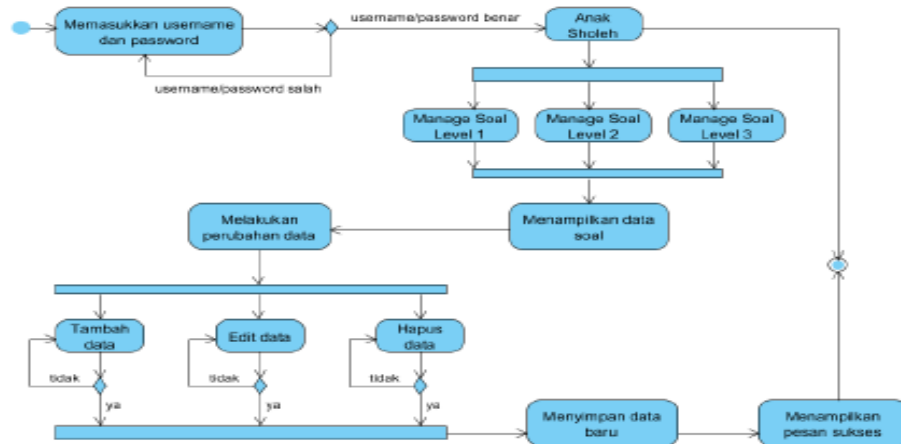 Memasukkan username
dan password
username/password benar
username/password salah
Anak
Sholeh
Manage Soal
Level 1
Manage Soal
Level 2
Manage Soal
Level 3
Menampilkan data
soal
Melakukan
perubahan data
Tambah
data
Edit data
Hapus
data
tidak
tidak
tidak
ya
ya
ya
Menyimpan data
baru
Menampilkan
pesan sukses